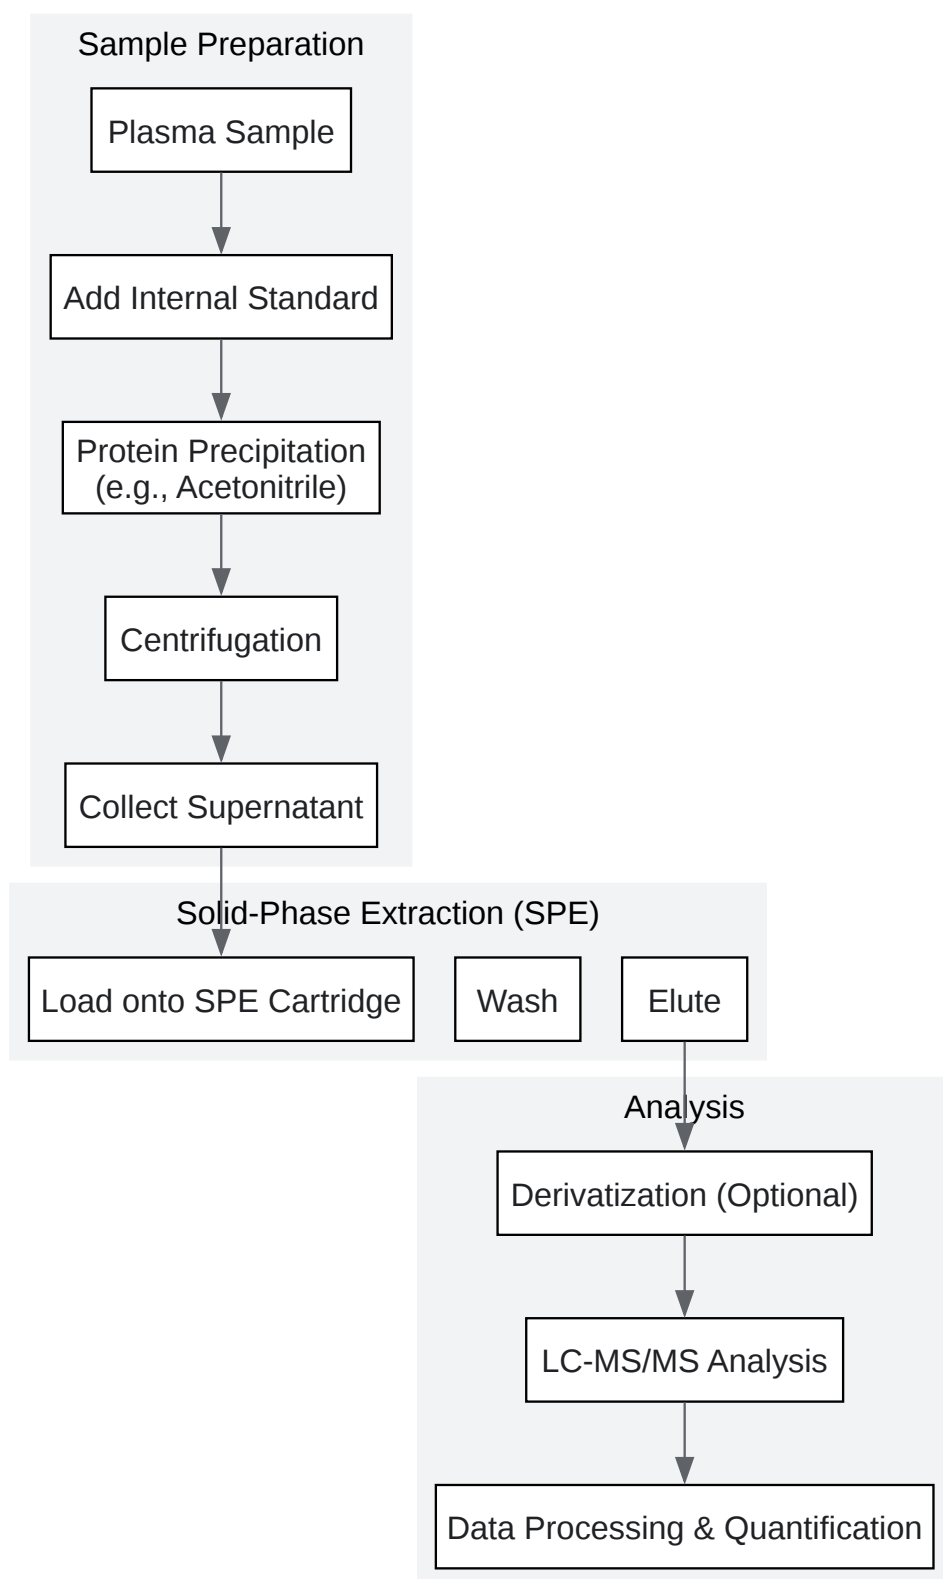 Sample Preparation
Plasma Sample
Add Internal Standard
Protein Precipitation
(e.g., Acetonitrile)
Centrifugation
Collect Supernatant
Solid-Phase Extraction (SPE)
Load onto SPE Cartridge
Wash
Elute
Analysis
Derivatization (Optional)
LC-MS/MS Analysis
Data Processing & Quantification